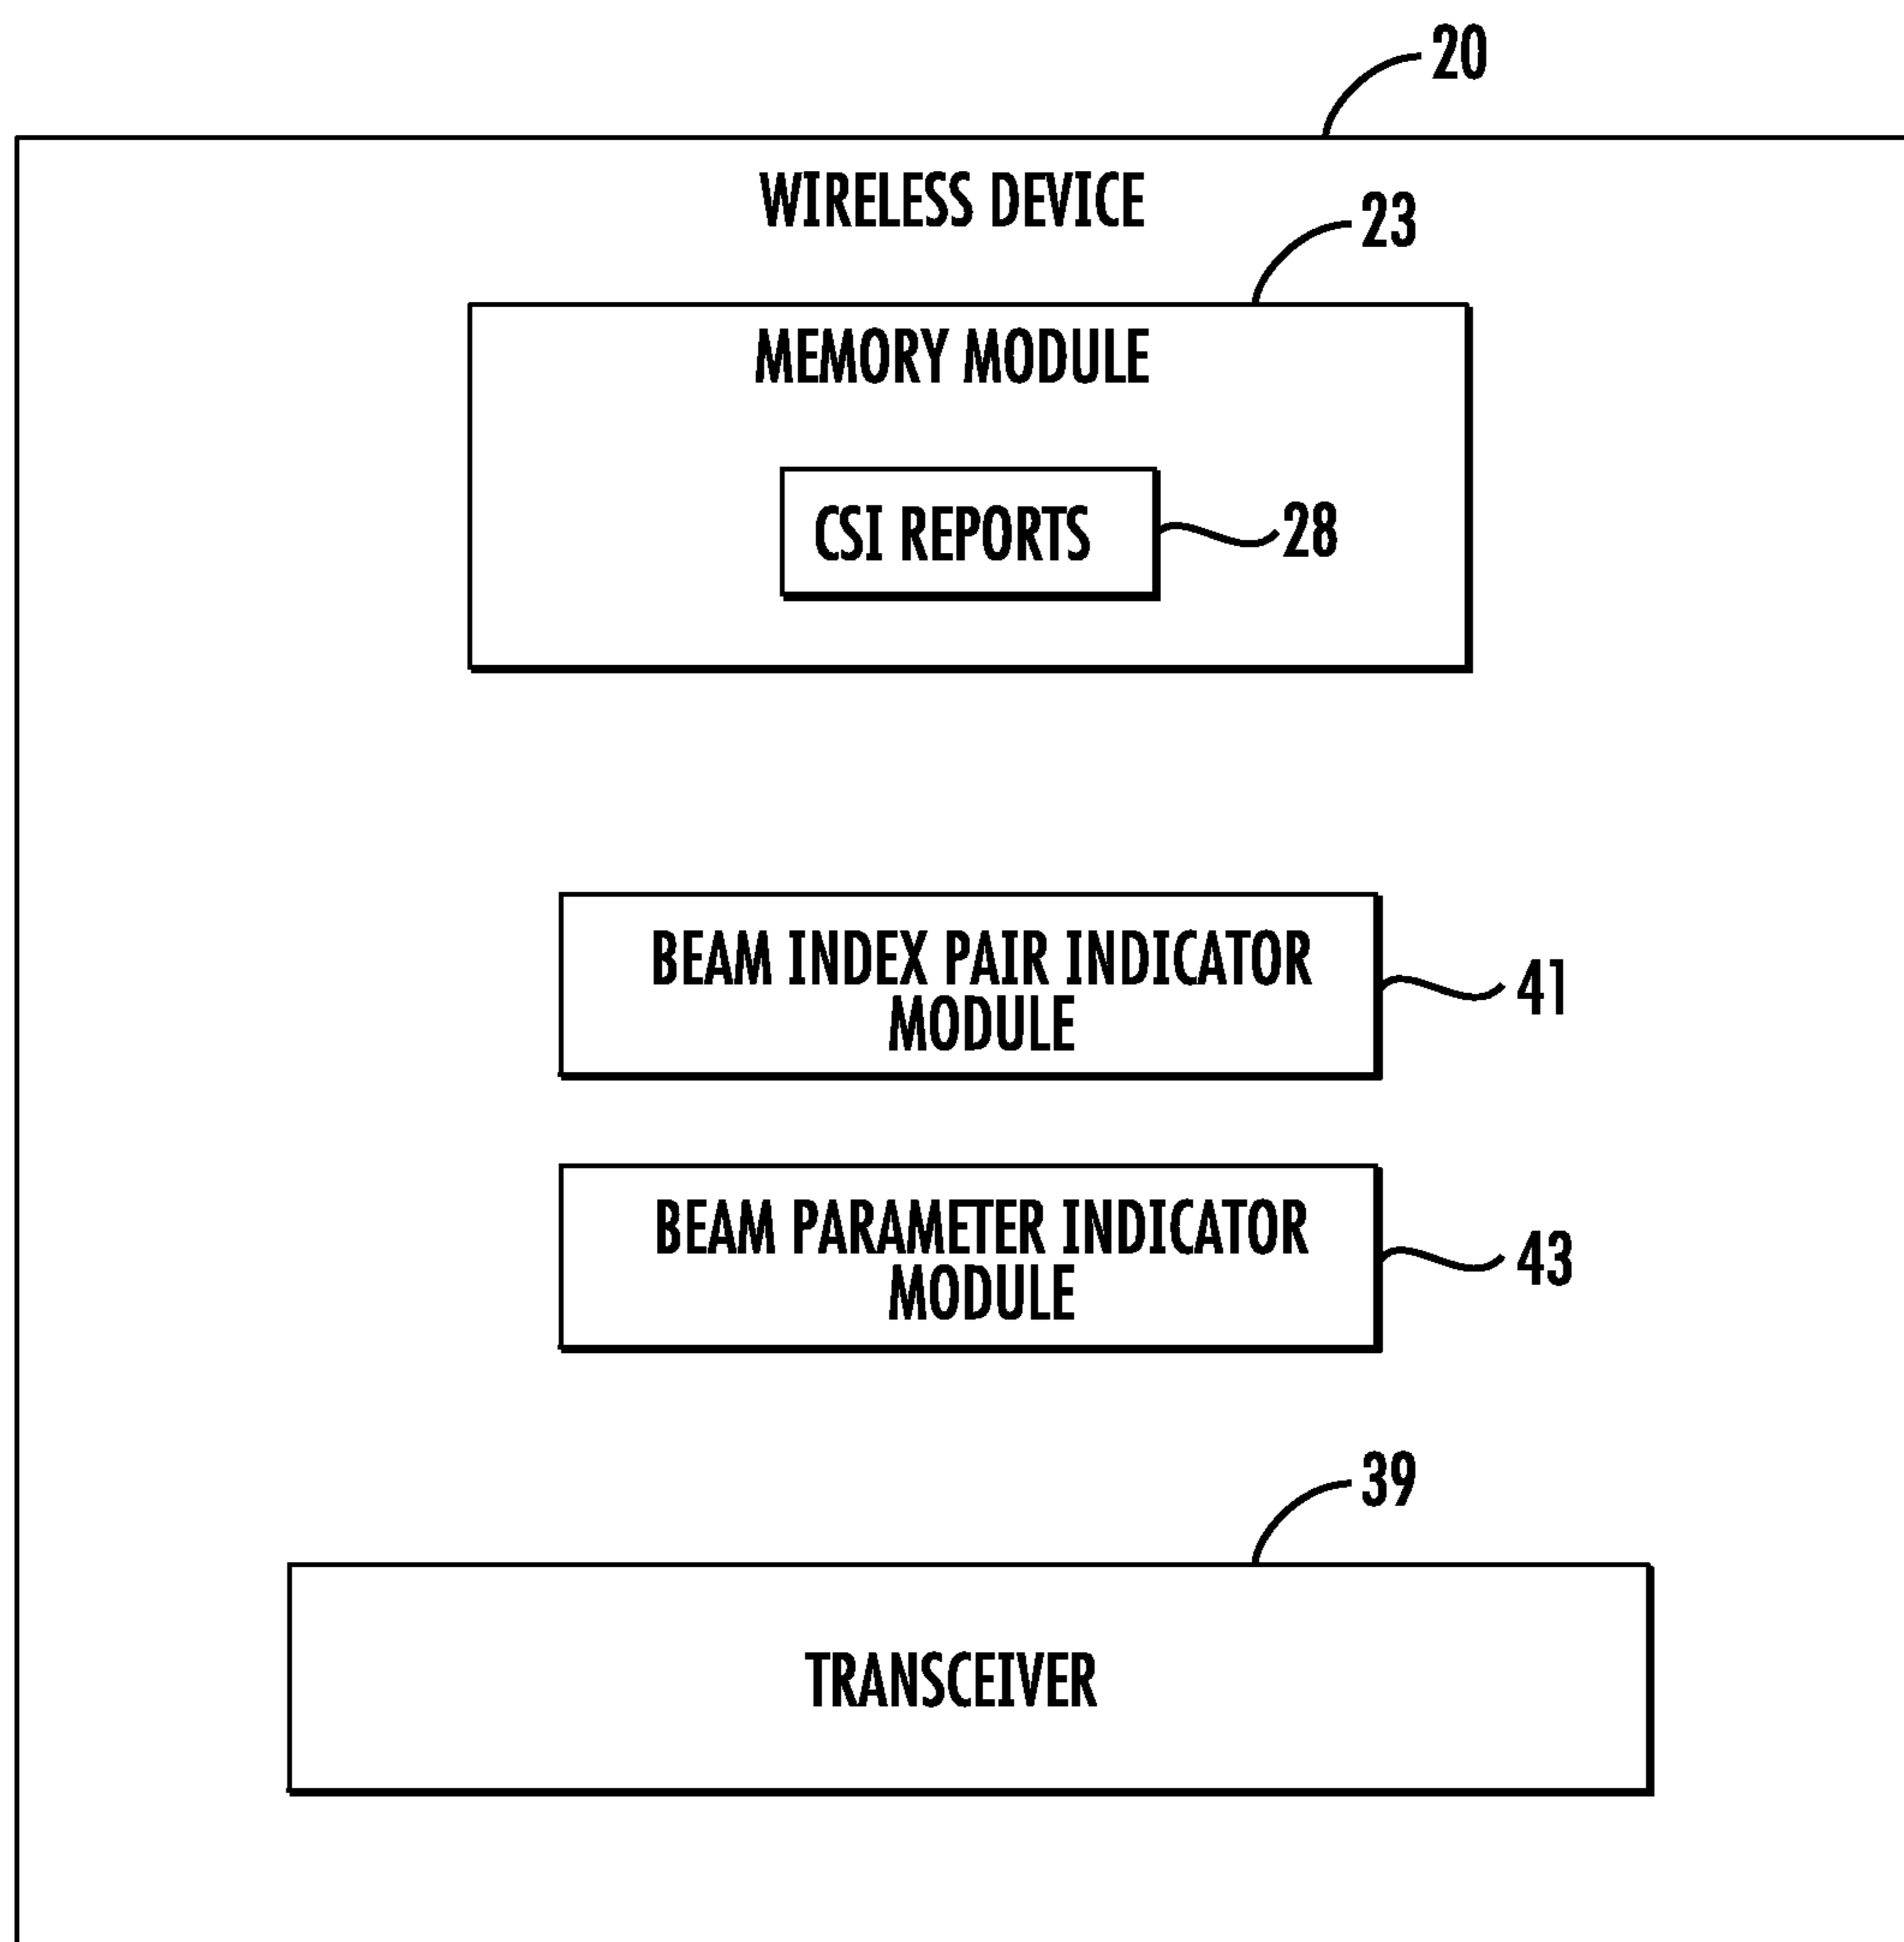 20
WIRELESS DEVICE
23
MEMORY MODULE
CSI REPORTS
28
BEAM INDEX PAIR INDICATOR
MODULE
41
BEAM PARAMETER INDICATOR
MODULE
43
39
TRANSCEIVER